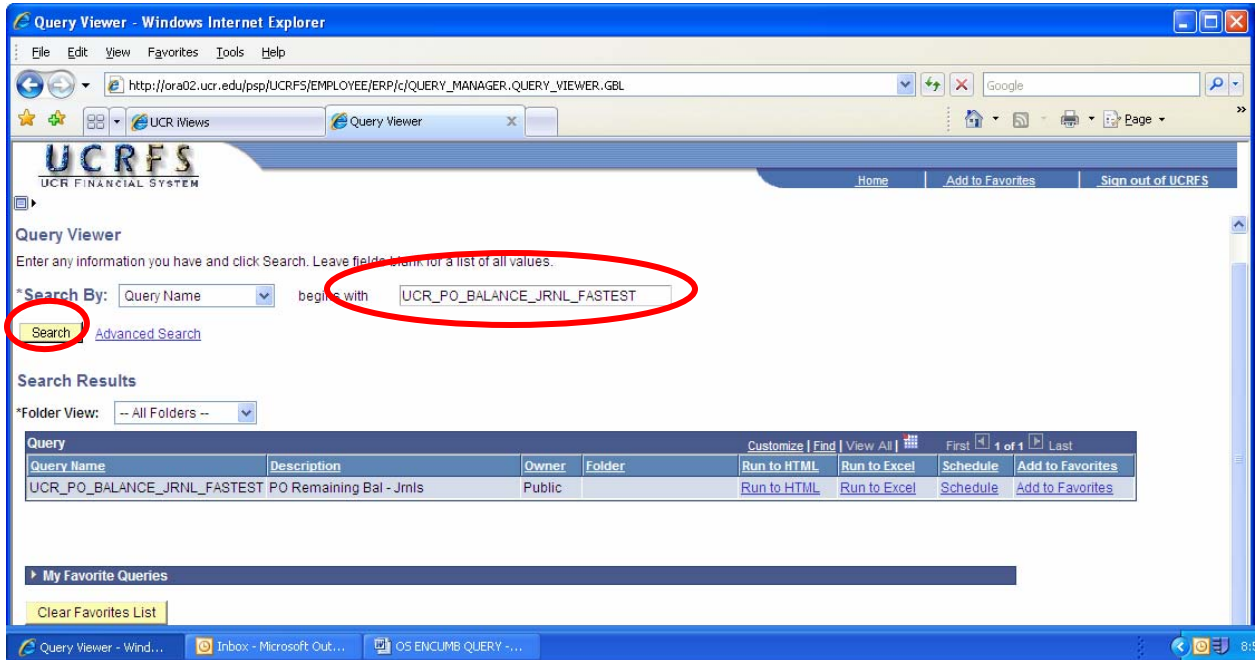 Query Viewer - Windows Internet Explorer
File Edit View Favorites Tools Help
http://ora02.ucr.edu/psp/UCRFS/EMPLOYEE/ERP/c/QUERY_MANAGER.QUERY_VIEWER.GBL Google
UCR iViews Query Viewer Page
UCRFS
UCR FINANCIAL SYSTEM
Home Add to Favorites Sign out of UCRFS
Query Viewer
Enter any information you have and click Search. Leave fields blank for a list of all values.
*Search By: Query Name begins with UCR_PO_BALANCE_JRNL_FASTEST
Search Advanced Search
Search Results
*Folder View: -- All Folders --
Query Customize | Find | View All | First 1 of 1 Last
Query Name Description Owner Folder Run to HTML Run to Excel Schedule Add to Favorites
UCR_PO_BALANCE_JRNL_FASTEST PO Remaining Bal - Jrnls Public Run to HTML Run to Excel Schedule Add to Favorites
My Favorite Queries
Clear Favorites List
Query Viewer - Wind... Inbox - Microsoft Out... OS ENCUMB QUERY -...